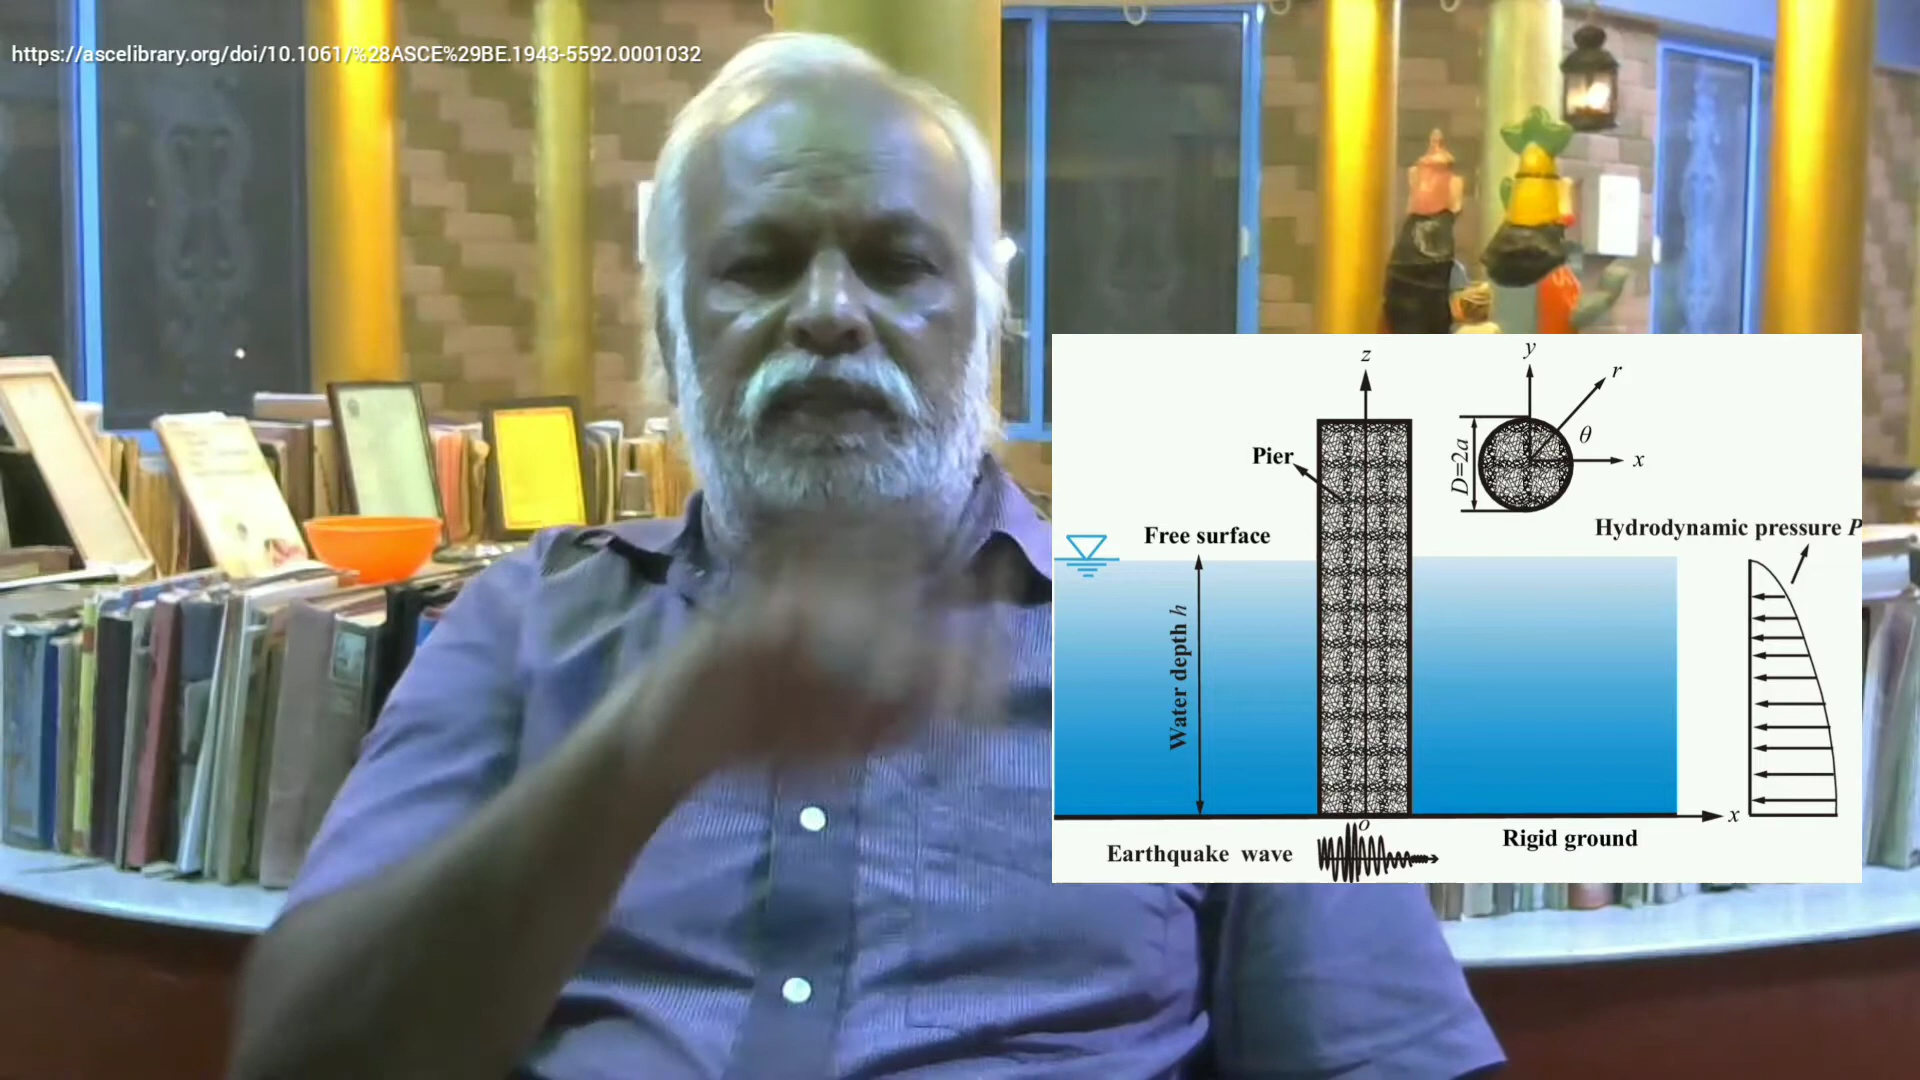 https://ascelibrary.org/doi/10.1061/%28ASCE%29BE.1943-5592.0001032
z
y
r
θ
x
D=2a
Pier
Free surface
Hydrodynamic pressure P
Water depth h
o
x
Earthquake wave
Rigid ground